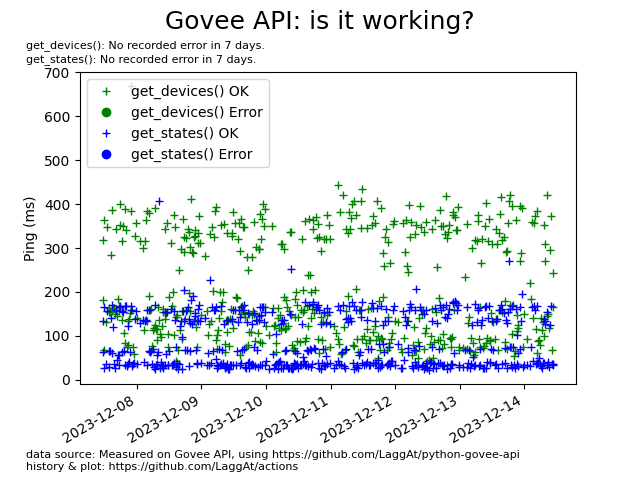 Govee API: is it working?
get_devices(): No recorded error in 7 days.
get_states(): No recorded error in 7 days.
700
600
500
400
300
200
100
0
Ping (ms)
get_devices() OK
get_devices() Error
get_states() OK
get_states() Error
2023-12-08
2023-12-09
2023-12-10
2023-12-11
2023-12-12
2023-12-13
2023-12-14
data source: Measured on Govee API, using https://github.com/LaggAt/python-govee-api
history & plot: https://github.com/LaggAt/actions